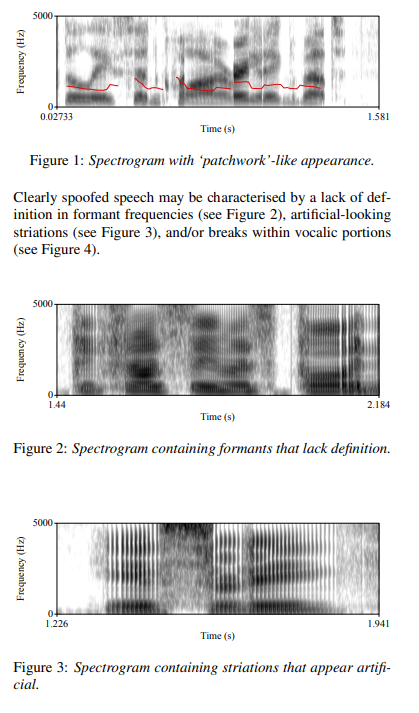 5000
Frequency (Hz)
0
0.02733
1.581
Time (s)
Figure 1: Spectrogram with ‘patchwork’-like appearance.
Clearly spoofed speech may be characterised by a lack of def-
inition in formant frequencies (see Figure 2), artificial-looking
striations (see Figure 3), and/or breaks within vocalic portions
(see Figure 4).
5000
Frequency (Hz)
0
1.44
2.184
Time (s)
Figure 2: Spectrogram containing formants that lack definition.
5000
Frequency (Hz)
0
1.226
1.941
Time (s)
Figure 3: Spectrogram containing striations that appear artifi-
cial.